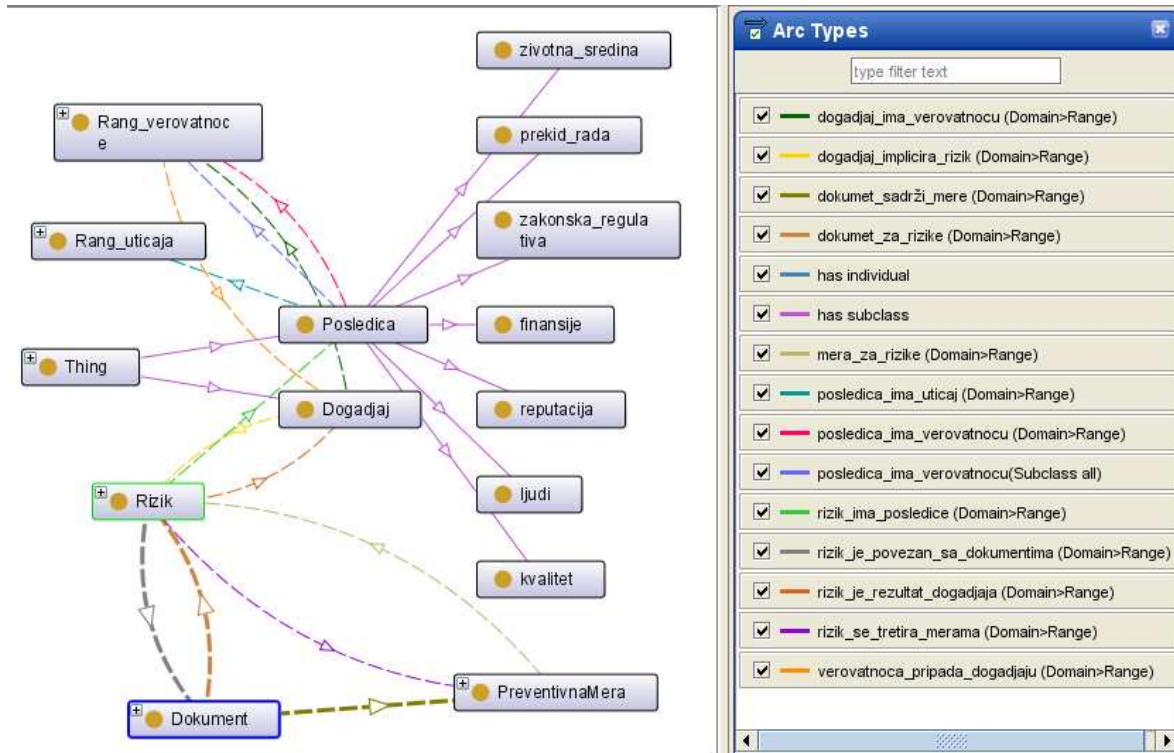 zivotna_sredina
Rang_verovatnoc
e
prekid_rada
Rang_uticaja
zakonska_regula
tiva
Posledica
finansije
Thing
Dogadjaj
reputacija
Rizik
ljudi
kvalitet
PreventivnaMera
Dokument
Arc Types
type filter text
dogadjaj_ima_verovatnocu (Domain>Range)
dogadjaj_implicira_rizik (Domain>Range)
dokumet_sadrži_mere (Domain>Range)
dokumet_za_rizike (Domain>Range)
has individual
has subclass
mera_za_rizike (Domain>Range)
posledica_ima_uticaj (Domain>Range)
posledica_ima_verovatnocu (Domain>Range)
posledica_ima_verovatnocu(Subclass all)
rizik_ima_posledice (Domain>Range)
rizik_je_povezan_sa_dokumentima (Domain>Range)
rizik_je_rezultat_dogadjaja (Domain>Range)
rizik_se_tretira_merama (Domain>Range)
verovatnoca_pripada_dogadjaju (Domain>Range)